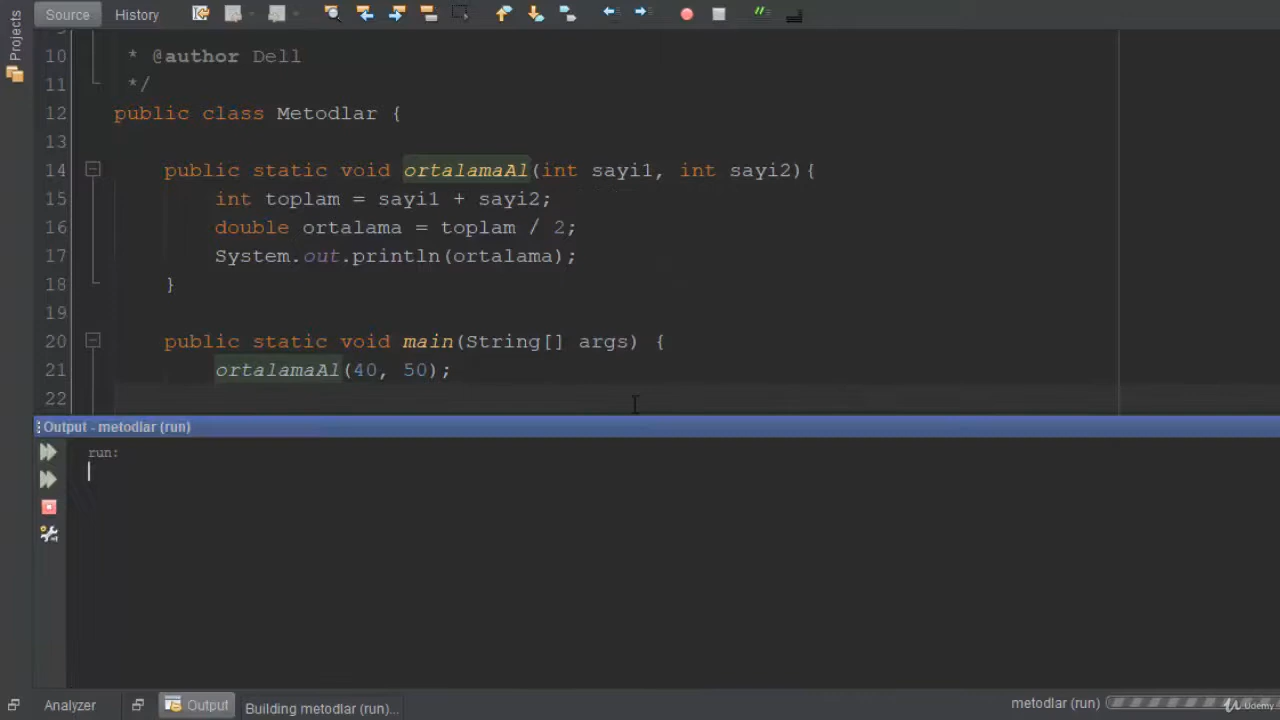 Projects
Source History
10 * @author Dell
11 */
12 public class Metodlar {
13
14 public static void ortalamaAl(int sayi1, int sayi2){
15 int toplam = sayi1 + sayi2;
16 double ortalama = toplam / 2;
17 System.out.println(ortalama);
18 }
19
20 public static void main(String[] args) {
21 ortalamaAl(40, 50);
22
Output - metodlar (run)
run:
Analyzer Output Building metodlar (run)... metodlar (run) Udemy